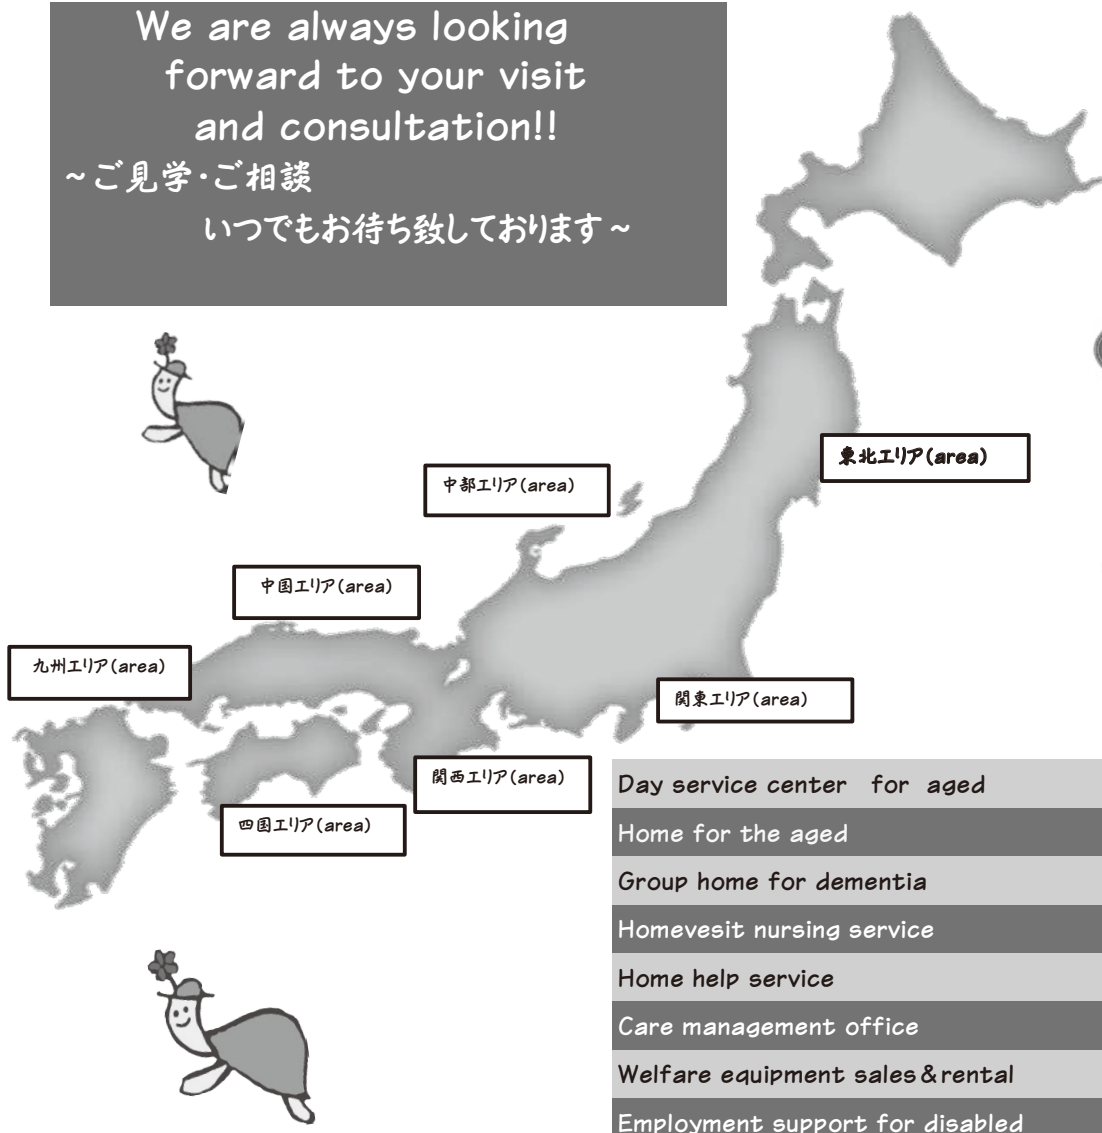 We are always looking
forward to your visit
and consultation!!
~ご見学・ご相談
いつでもお待ち致しております~
東北エリア(area)
中部エリア(area)
中国エリア(area)
九州エリア(area)
関東エリア(area)
関西エリア(area)
四国エリア(area)
Day service center for aged
Home for the aged
Group home for dementia
Homevesit nursing service
Home help service
Care management office
Welfare equipment sales&rental
Employment support for disabled